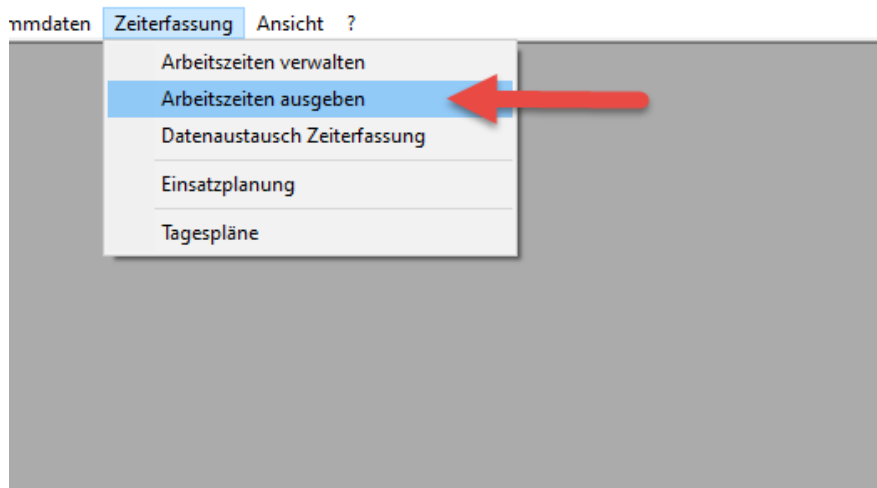 mmdaten Zeiterfassung Ansicht ?
Arbeitszeiten verwalten
Arbeitszeiten ausgeben
Datenaustausch Zeiterfassung
Einsatzplanung
Tagespläne